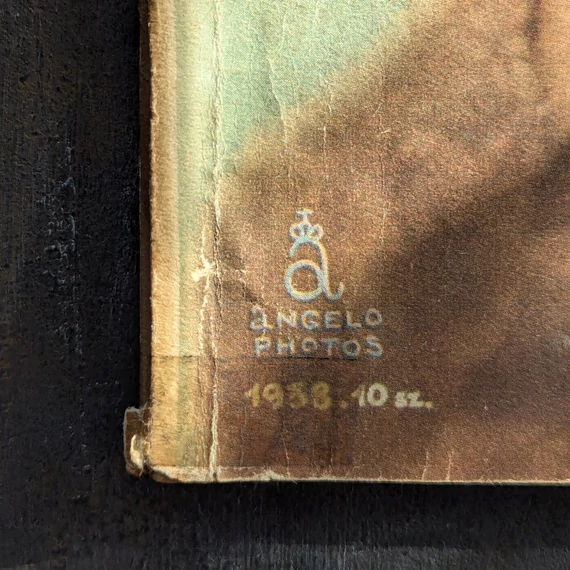 a
aNGELO
PHOTOS
1938.10 sz.